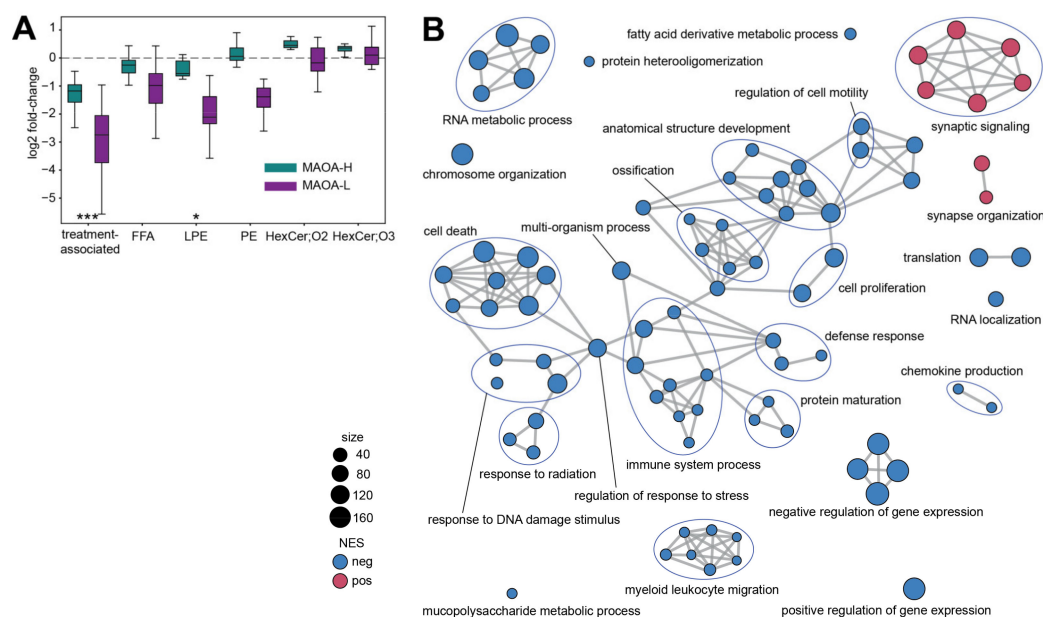 A
log2 fold-change
1
0
−1
−2
−3
−4
−5
MAOA-H
MAOA-L
***
*
treatment-
associated
FFA
LPE
PE
HexCer;O2
HexCer;O3
B
fatty acid derivative metabolic process
protein heterooligomerization
RNA metabolic process
regulation of cell motility
anatomical structure development
synaptic signaling
chromosome organization
ossification
synapse organization
cell death
multi-organism process
translation
cell proliferation
RNA localization
defense response
chemokine production
protein maturation
immune system process
response to radiation
regulation of response to stress
response to DNA damage stimulus
negative regulation of gene expression
myeloid leukocyte migration
mucopolysaccharide metabolic process
positive regulation of gene expression
size
40
80
120
160
NES
neg
pos